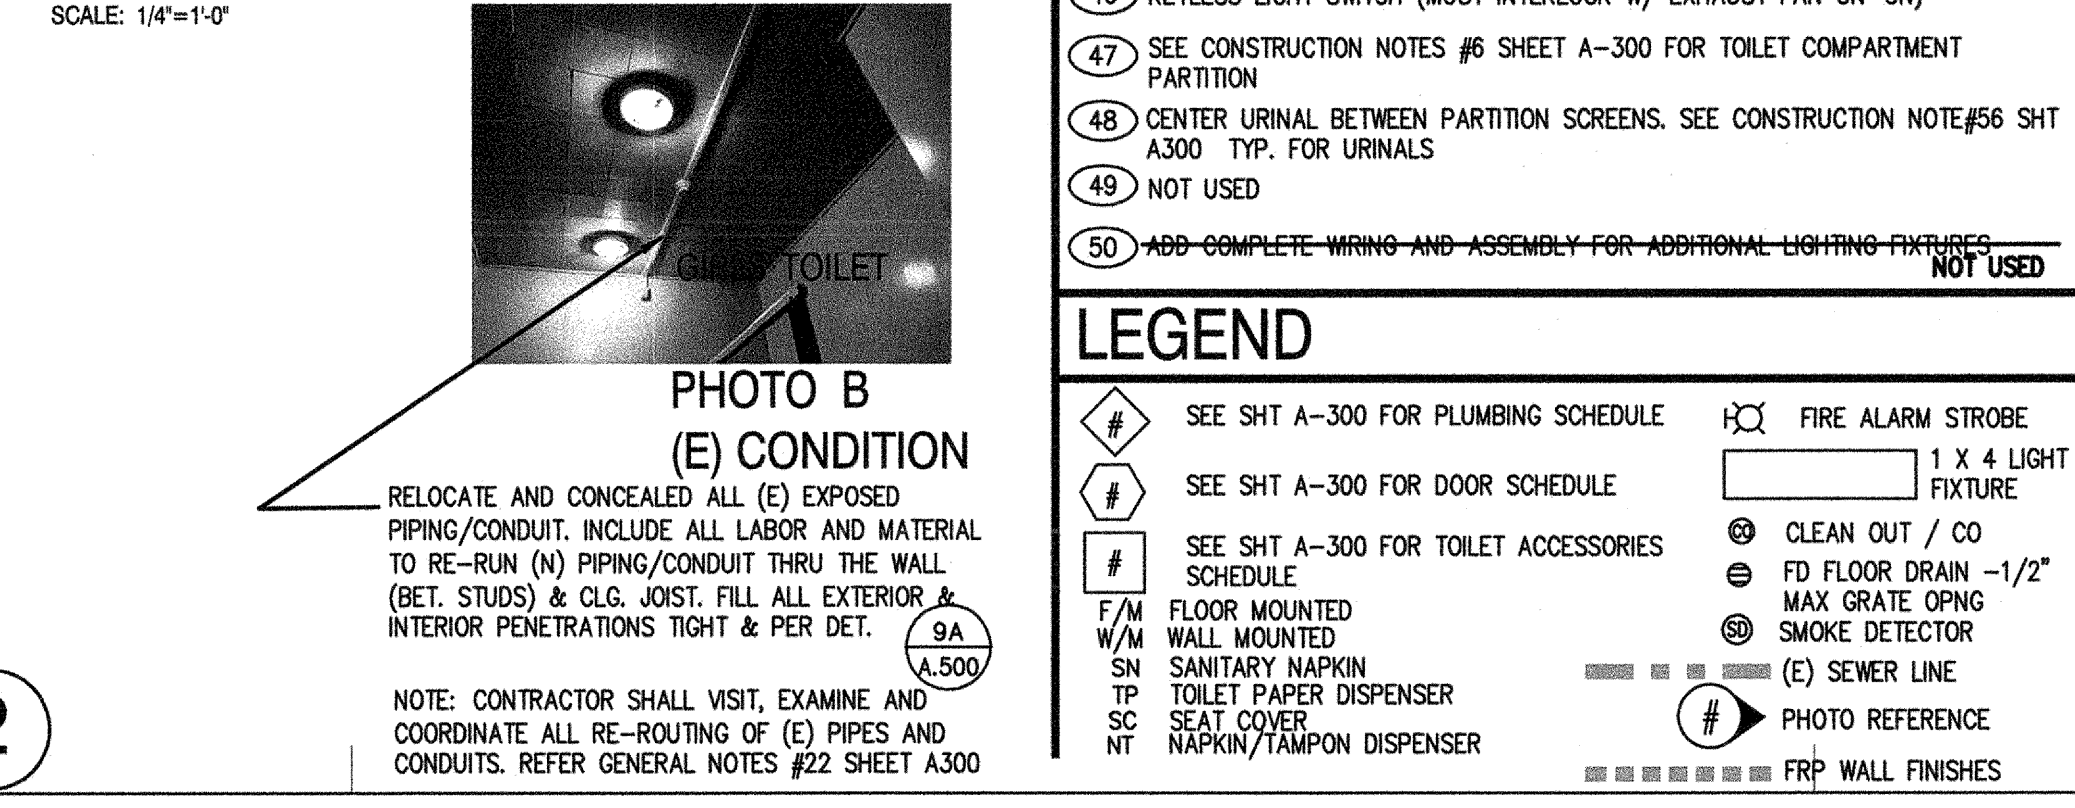 SCALE: 1/4"=1'-0"
GIRLS TOILET
PHOTO B
(E) CONDITION
RELOCATE AND CONCEALED ALL (E) EXPOSED
PIPING/CONDUIT. INCLUDE ALL LABOR AND MATERIAL
TO RE-RUN (N) PIPING/CONDUIT THRU THE WALL
(BET. STUDS) & CLG. JOIST. FILL ALL EXTERIOR &
INTERIOR PENETRATIONS TIGHT & PER DET.
9A
A.500
NOTE: CONTRACTOR SHALL VISIT, EXAMINE AND
COORDINATE ALL RE-ROUTING OF (E) PIPES AND
CONDUITS. REFER GENERAL NOTES #22 SHEET A300
2
47 SEE CONSTRUCTION NOTES #6 SHEET A-300 FOR TOILET COMPARTMENT
PARTITION
48 CENTER URINAL BETWEEN PARTITION SCREENS. SEE CONSTRUCTION NOTE#56 SHT
A300 TYP. FOR URINALS
49 NOT USED
50 ADD COMPLETE WIRING AND ASSEMBLY FOR ADDITIONAL LIGHTING FIXTURES
NOT USED
LEGEND
# SEE SHT A-300 FOR PLUMBING SCHEDULE
# SEE SHT A-300 FOR DOOR SCHEDULE
# SEE SHT A-300 FOR TOILET ACCESSORIES
SCHEDULE
F/M FLOOR MOUNTED
W/M WALL MOUNTED
SN SANITARY NAPKIN
TP TOILET PAPER DISPENSER
SC SEAT COVER
NT NAPKIN/TAMPON DISPENSER
FIRE ALARM STROBE
1 X 4 LIGHT
FIXTURE
CO CLEAN OUT / CO
FD FLOOR DRAIN -1/2"
MAX GRATE OPNG
SD SMOKE DETECTOR
(E) SEWER LINE
# PHOTO REFERENCE
FRP WALL FINISHES